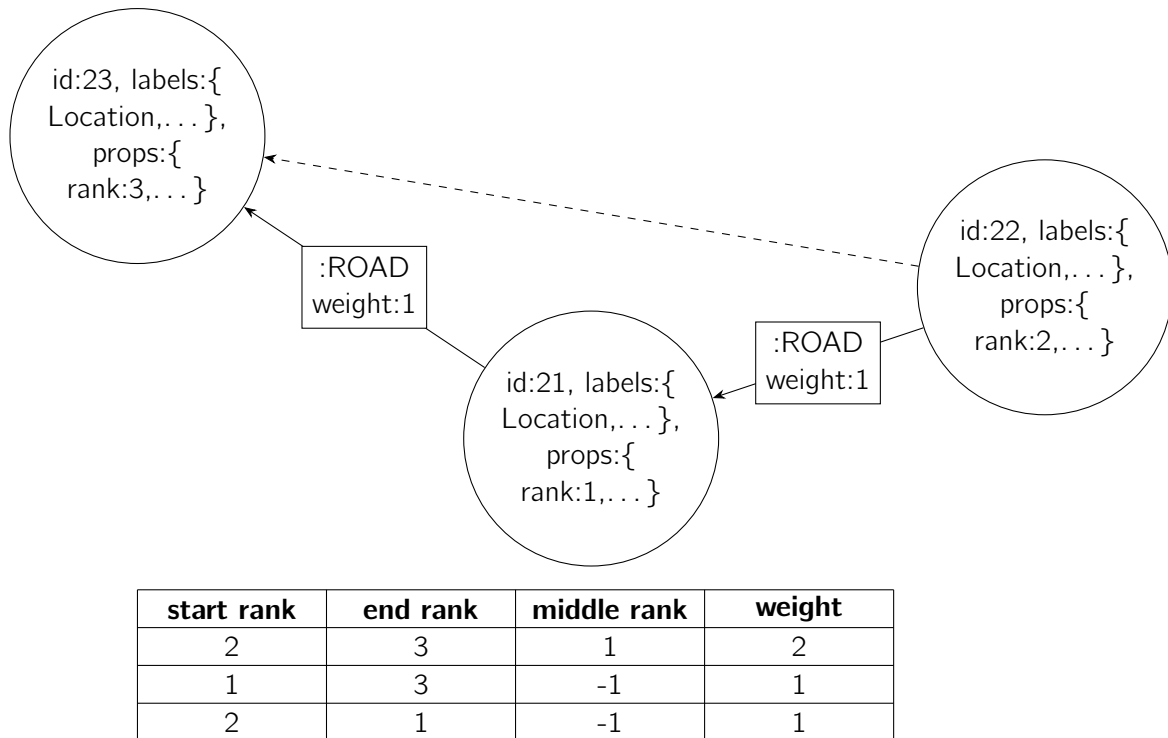 id:23, labels:{
Location,. . . },
props:{
rank:3,. . . }
:ROAD
weight:1
id:22, labels:{
Location,. . . },
props:{
rank:2,. . . }
:ROAD
weight:1
id:21, labels:{
Location,. . . },
props:{
rank:1,. . . }
start rank end rank middle rank weight
2 3 1 2
1 3 -1 1
2 1 -1 1